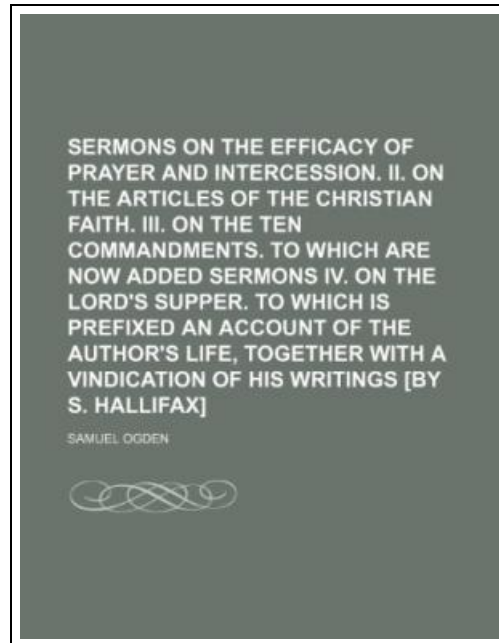 SERMONS ON THE EFFICACY OF
PRAYER AND INTERCESSION. II. ON
THE ARTICLES OF THE CHRISTIAN
FAITH. III. ON THE TEN
COMMANDMENTS. TO WHICH ARE
NOW ADDED SERMONS IV. ON THE
LORD'S SUPPER. TO WHICH IS
PREFIXED AN ACCOUNT OF THE
AUTHOR'S LIFE, TOGETHER WITH A
VINDICATION OF HIS WRITINGS [BY
S. HALLIFAX]
SAMUEL OGDEN